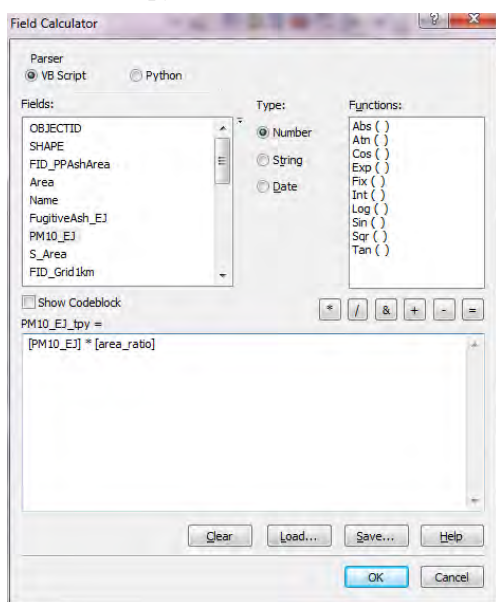 Field Calculator
Parser
VB Script Python
Fields:
Type:
Functions:
OBJECTID
SHAPE
FID_PPAshArea
Area
Name
FugitiveAsh_EJ
PM10_EJ
S_Area
FID_Grid1km
Number
String
Date
Abs ( )
Atn ( )
Cos ( )
Exp ( )
Fix ( )
Int ( )
Log ( )
Sin ( )
Sqr ( )
Tan ( )
Show Codeblock
* / & + - =
PM10_EJ_tpy =
[PM10_EJ] * [area_ratio]
Clear Load... Save... Help
OK Cancel